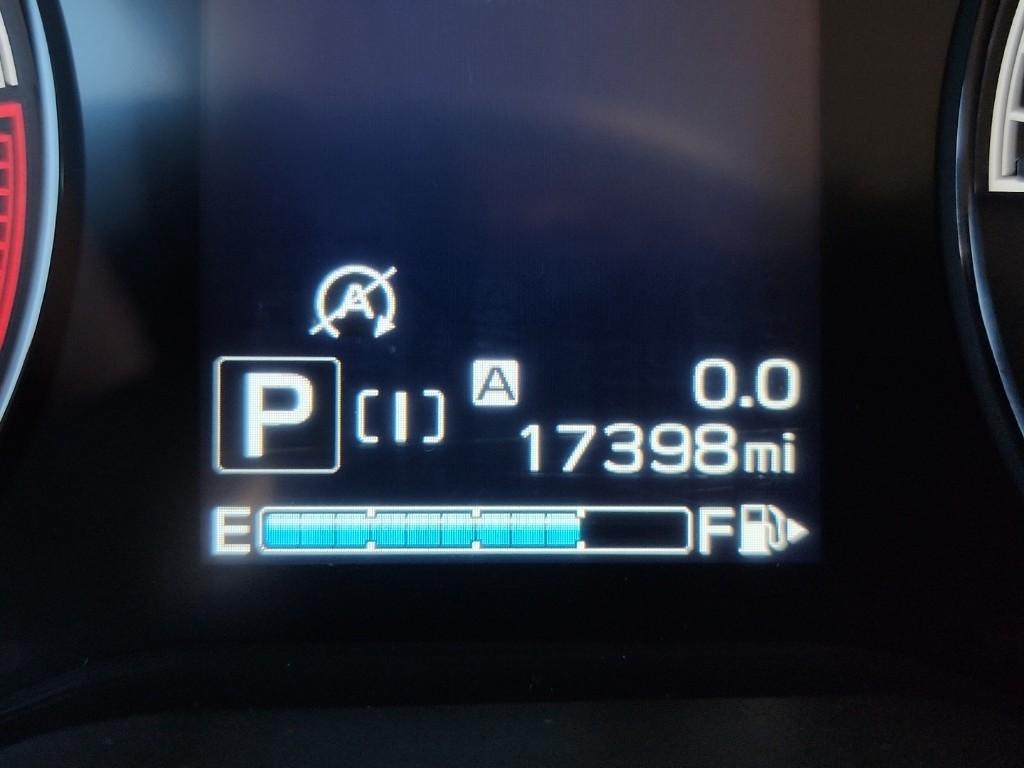 A
P [I] A 0.0
17398mi
E F